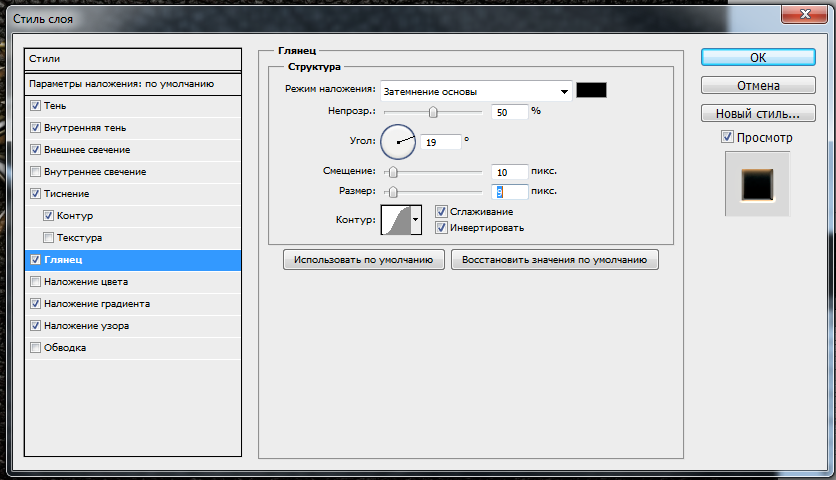 Стиль слоя
Стили
Параметры наложения: по умолчанию
Тень
Внутренняя тень
Внешнее свечение
Внутреннее свечение
Тиснение
Контур
Текстура
Глянец
Наложение цвета
Наложение градиента
Наложение узора
Обводка
Глянец
Структура
Режим наложения: Затемнение основы
Непрозр.: 50 %
Угол: 19 °
Смещение: 10 пикс.
Размер: 9 пикс.
Контур: Сглаживание
Инвертировать
Использовать по умолчанию Восстановить значения по умолчанию
OK
Отмена
Новый стиль...
Просмотр